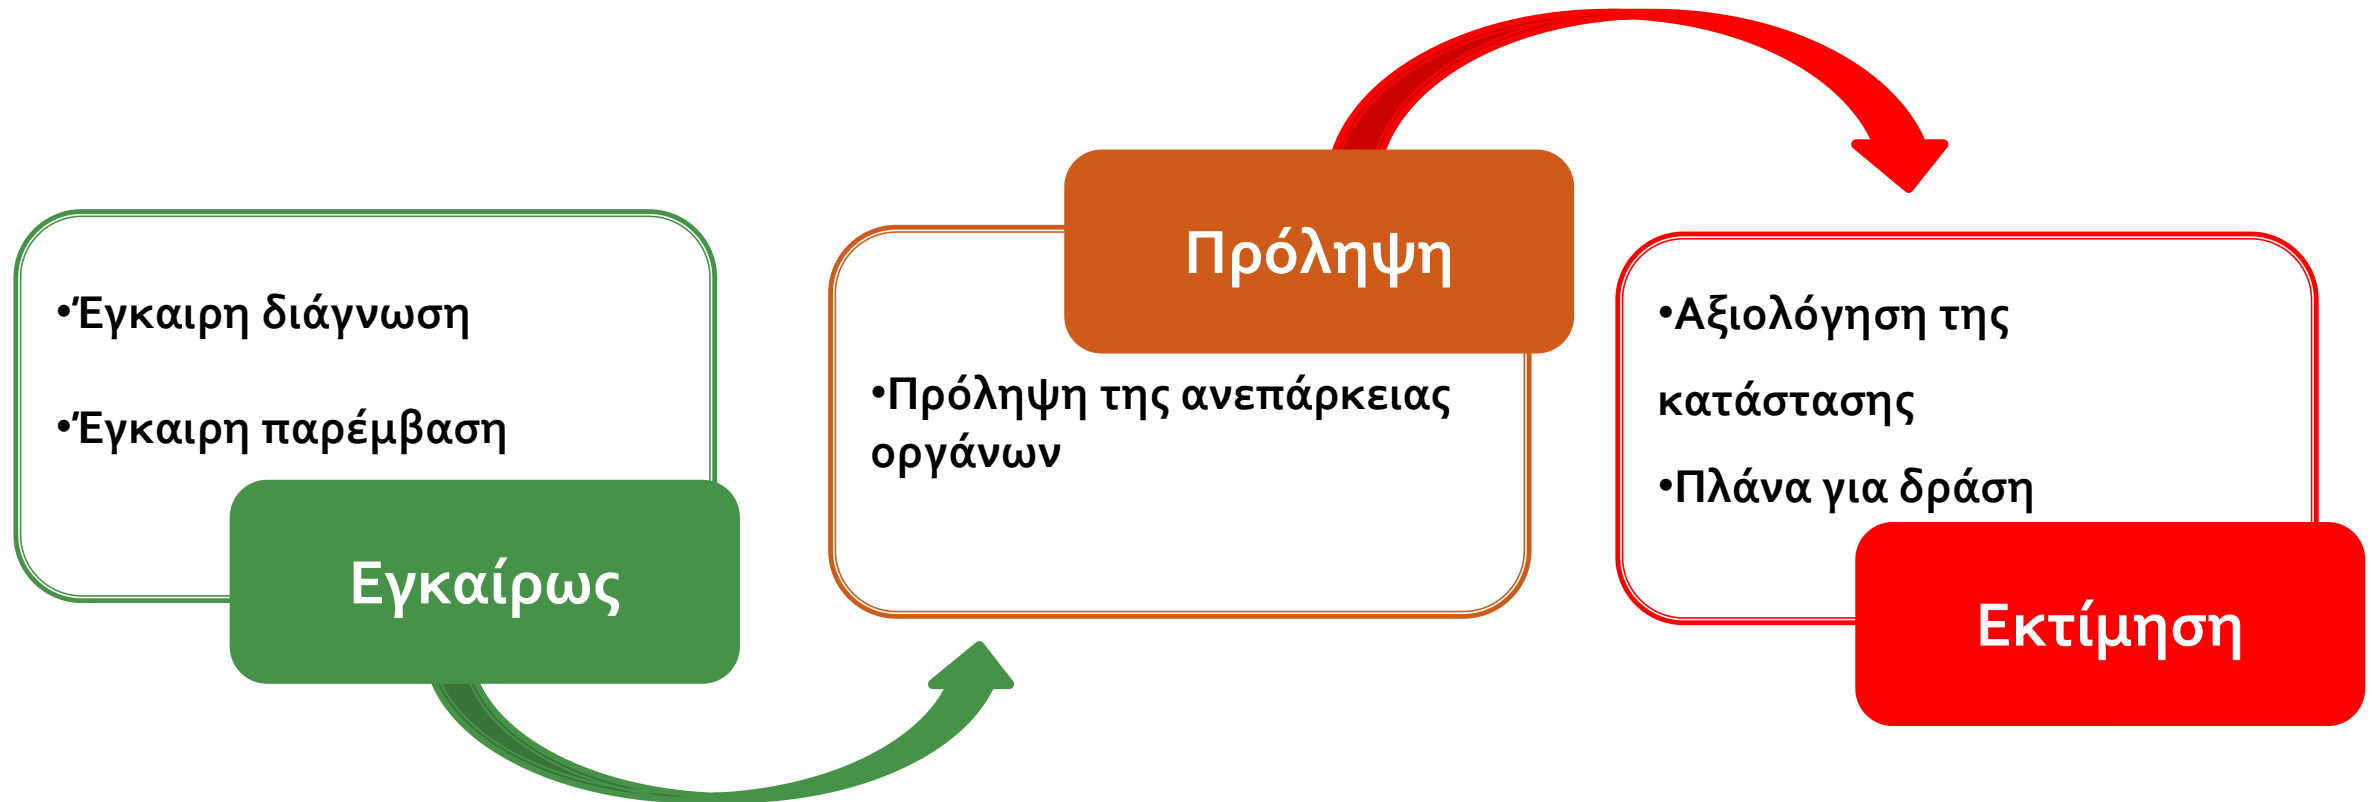 •Έγκαιρη διάγνωση
•Έγκαιρη παρέμβαση
Εγκαίρως
Πρόληψη
•Πρόληψη της ανεπάρκειας
οργάνων
•Αξιολόγηση της
κατάστασης
•Πλάνα για δράση
Εκτίμηση